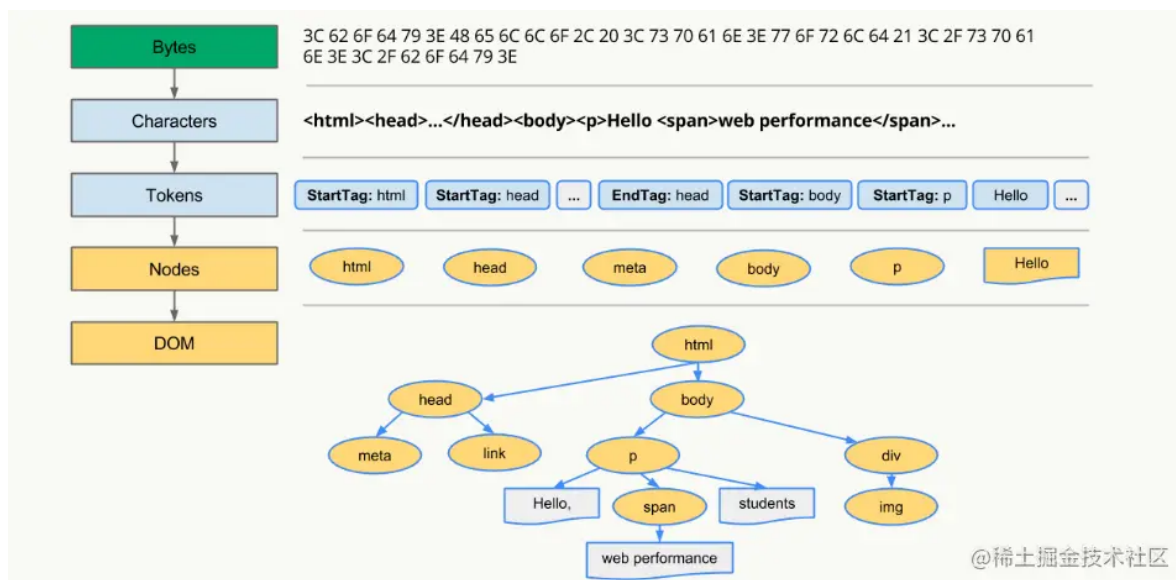 Bytes
3C 62 6F 64 79 3E 48 65 6C 6C 6F 2C 20 3C 73 70 61 6E 3E 77 6F 72 6C 64 21 3C 2F 73 70 61
6E 3E 3C 2F 62 6F 64 79 3E
Characters
<html><head>...</head><body><p>Hello <span>web performance</span>...
Tokens
StartTag: html StartTag: head ... EndTag: head StartTag: body StartTag: p Hello ...
Nodes
html head meta body p Hello
DOM
html
head body
meta link p div
Hello, span students img
web performance
@稀土掘金技术社区